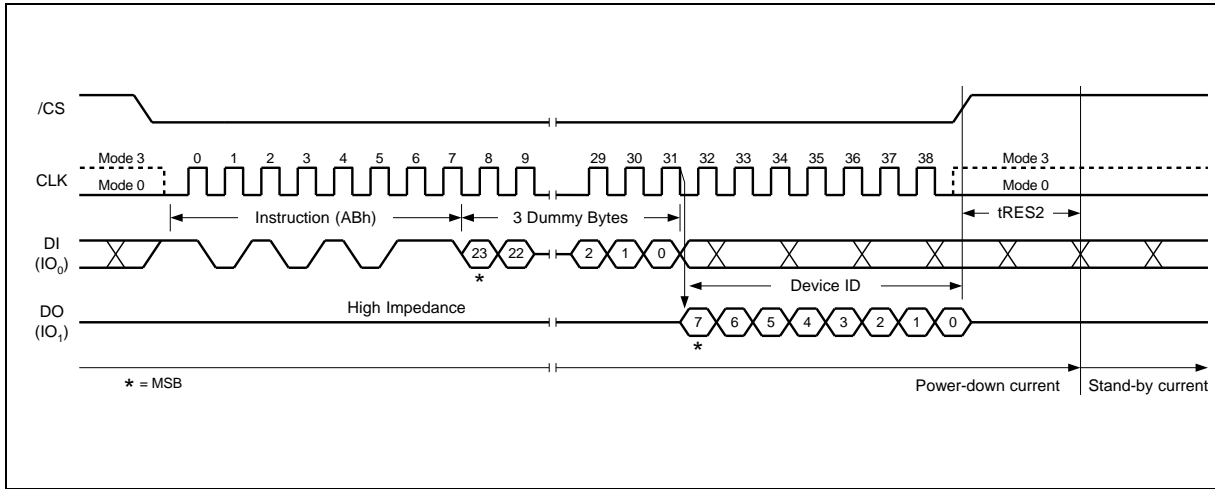 /CS
Mode 3 0 1 2 3 4 5 6 7 8 9 29 30 31 32 33 34 35 36 37 38 Mode 3
CLK Mode 0 Mode 0
Instruction (ABh) 3 Dummy Bytes tRES2
DI
(IO0)
23 22 2 1 0
*
Device ID
High Impedance
DO
(IO1)
7 6 5 4 3 2 1 0
*
* = MSB
Power-down current Stand-by current